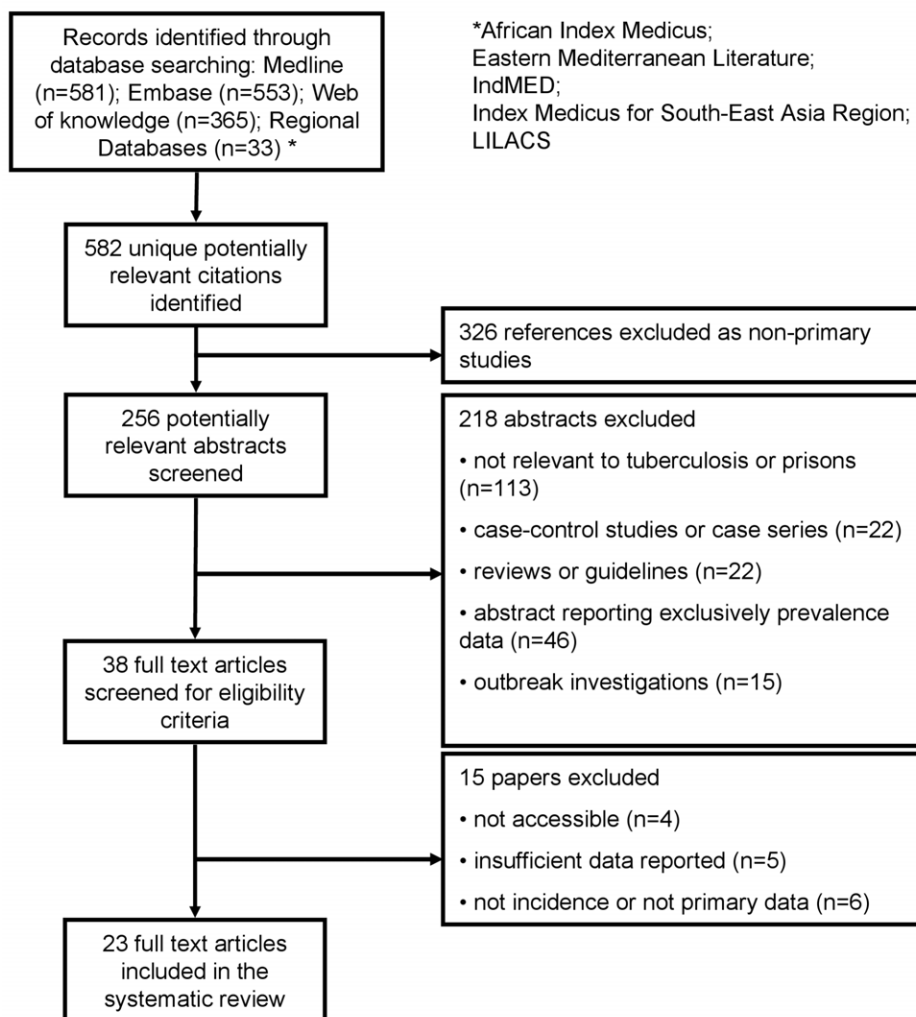 Records identified through
database searching: Medline
(n=581); Embase (n=553); Web
of knowledge (n=365); Regional
Databases (n=33) *
*African Index Medicus;
Eastern Mediterranean Literature;
IndMED;
Index Medicus for South-East Asia Region;
LILACS
582 unique potentially
relevant citations
identified
326 references excluded as non-primary
studies
256 potentially
relevant abstracts
screened
218 abstracts excluded
• not relevant to tuberculosis or prisons
(n=113)
• case-control studies or case series (n=22)
• reviews or guidelines (n=22)
• abstract reporting exclusively prevalence
data (n=46)
• outbreak investigations (n=15)
38 full text articles
screened for eligibility
criteria
15 papers excluded
• not accessible (n=4)
• insufficient data reported (n=5)
• not incidence or not primary data (n=6)
23 full text articles
included in the
systematic review